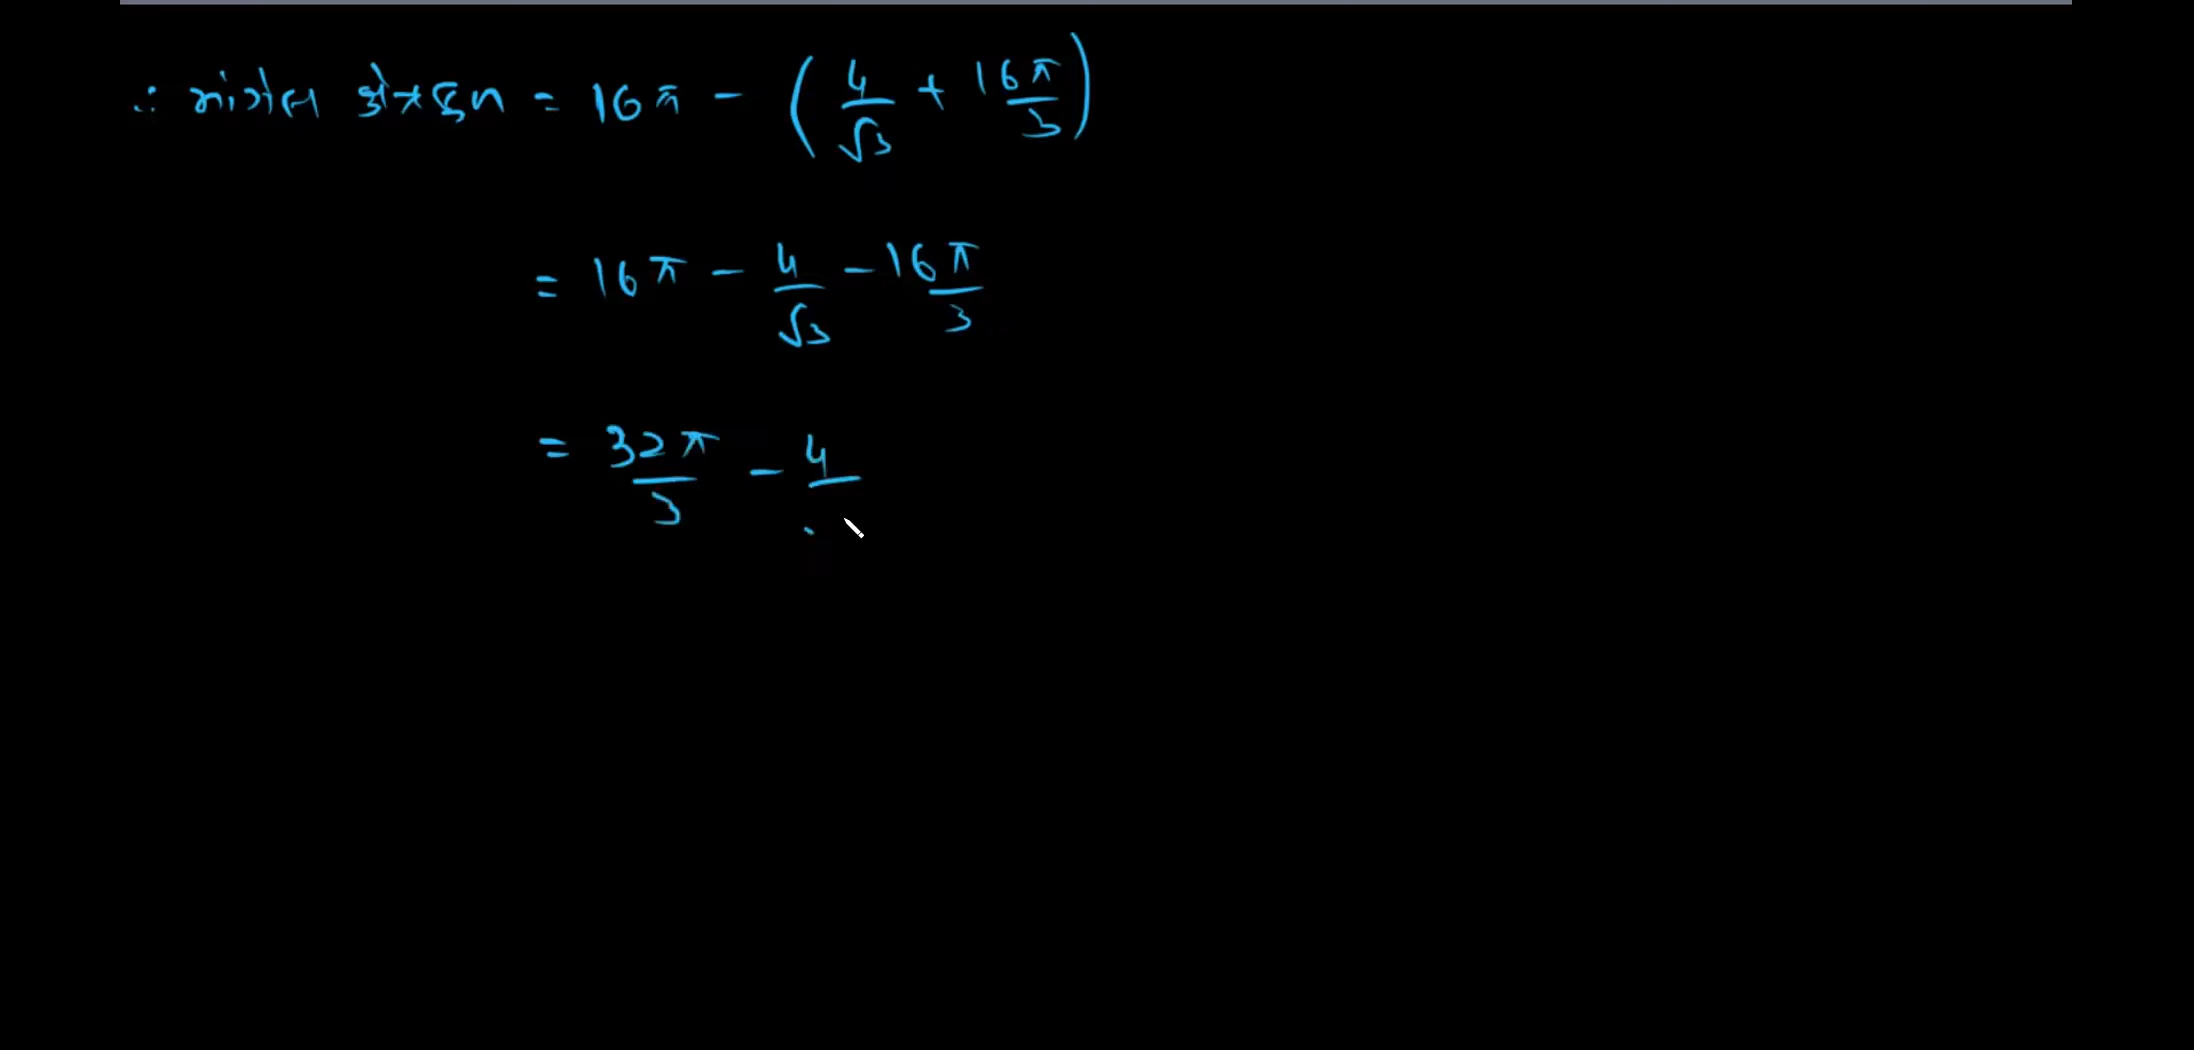 ∴ માંગેલ ક્ષેત્રફળ = 16π - (4/√3 + 16π/3)
= 16π - 4/√3 - 16π/3
= 32π/3 - 4/